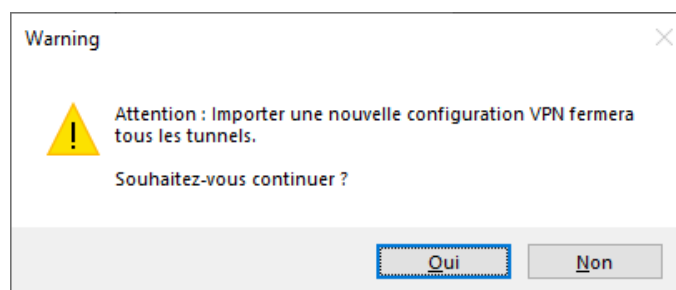 Warning
Attention : Importer une nouvelle configuration VPN fermera
tous les tunnels.
Souhaitez-vous continuer ?
Oui
Non